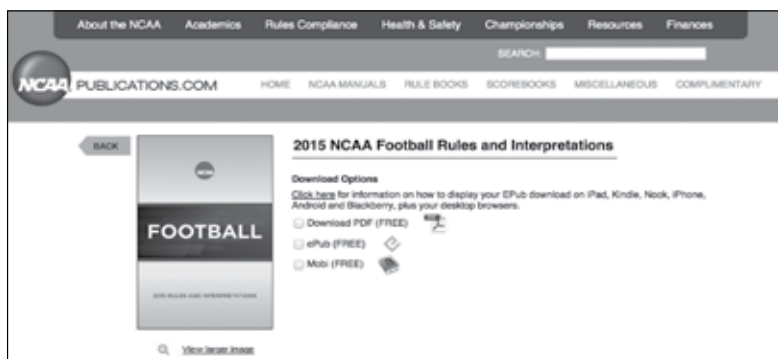 About the NCAA Academics Rules Compliance Health & Safety Championships Resources Finances
SEARCH:
NCAA PUBLICATIONS.COM HOME NCAA MANUALS RULE BOOKS SCOREBOOKS MISCELLANEOUS COMPLIMENTARY
BACK
2015 NCAA Football Rules and Interpretations
Download Options
Click here for information on how to display your EPub download on iPad, Kindle, Nook, iPhone,
Android and Blackberry, plus your desktop browsers.
Download PDF (FREE)
ePub (FREE)
Mobi (FREE)
FOOTBALL
2015 RULES AND INTERPRETATIONS
View larger image